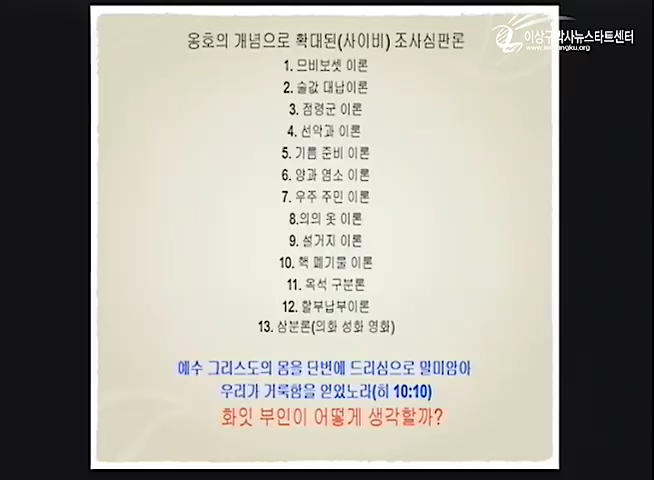 이상구박사뉴스타트센터
옹호의 개념으로 확대된(사이비) 조사심판론
1. 므비보셋 이론
2. 술값 대납이론
3. 점령군 이론
4. 선악과 이론
5. 기름 준비 이론
6. 양과 염소 이론
7. 우주 주민 이론
8.의의 옷 이론
9. 설거지 이론
10. 핵 폐기물 이론
11. 옥석 구분론
12. 할부납부이론
13. 삼분론(의화 성화 영화)
예수 그리스도의 몸을 단번에 드리심으로 말미암아
우리가 거룩함을 얻었노라(히 10:10)
화잇 부인이 어떻게 생각할까?